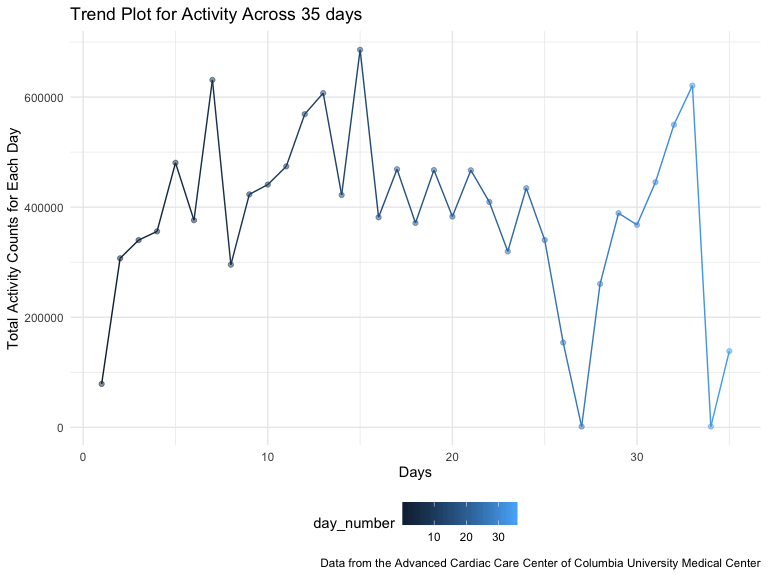 Trend Plot for Activity Across 35 days
Total Activity Counts for Each Day
600000
400000
200000
0
0 10 20 30
Days
day_number
10 20 30
Data from the Advanced Cardiac Care Center of Columbia University Medical Center